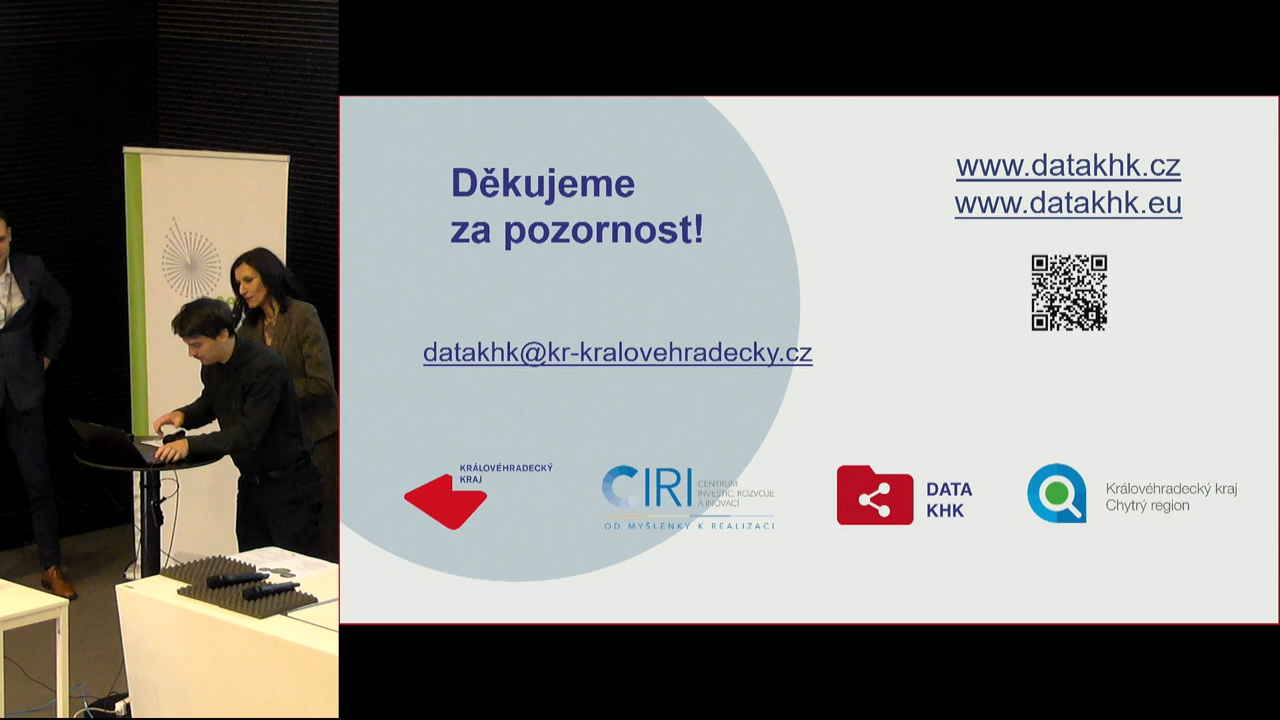 Děkujeme
za pozornost!
www.datakhk.cz
www.datakhk.eu
datakhk@kr-kralovehradecky.cz
KRÁLOVÉHRADECKÝ
KRAJ
CIRI
CENTRUM
INVESTIC, ROZVOJE
A INOVACÍ
OD MYŠLENKY K REALIZACI
DATA
KHK
Královéhradecký kraj
Chytrý region